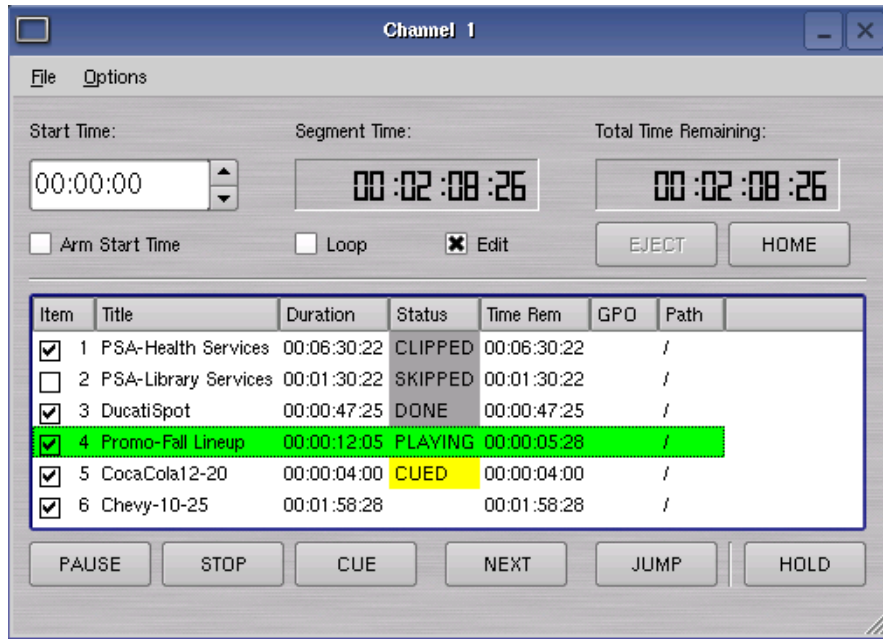 Channel 1
File Options
Start Time: Segment Time: Total Time Remaining:
00:00:00 00:02:08:26 00:02:08:26
Arm Start Time Loop Edit EJECT HOME
Item Title Duration Status Time Rem GPO Path
1 PSA-Health Services 00:06:30:22 CLIPPED 00:06:30:22 /
2 PSA-Library Services 00:01:30:22 SKIPPED 00:01:30:22 /
3 DucatiSpot 00:00:47:25 DONE 00:00:47:25 /
4 Promo-Fall Lineup 00:00:12:05 PLAYING 00:00:05:28 /
5 CocaCola12-20 00:00:04:00 CUED 00:00:04:00 /
6 Chevy-10-25 00:01:58:28 00:01:58:28 /
PAUSE STOP CUE NEXT JUMP HOLD